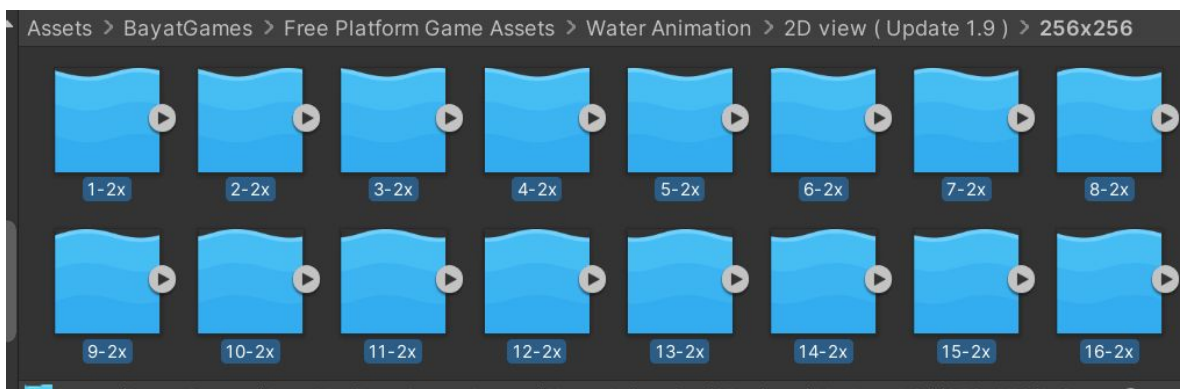 Assets > BayatGames > Free Platform Game Assets > Water Animation > 2D view ( Update 1.9 ) > 256x256
1-2x 2-2x 3-2x 4-2x 5-2x 6-2x 7-2x 8-2x
9-2x 10-2x 11-2x 12-2x 13-2x 14-2x 15-2x 16-2x